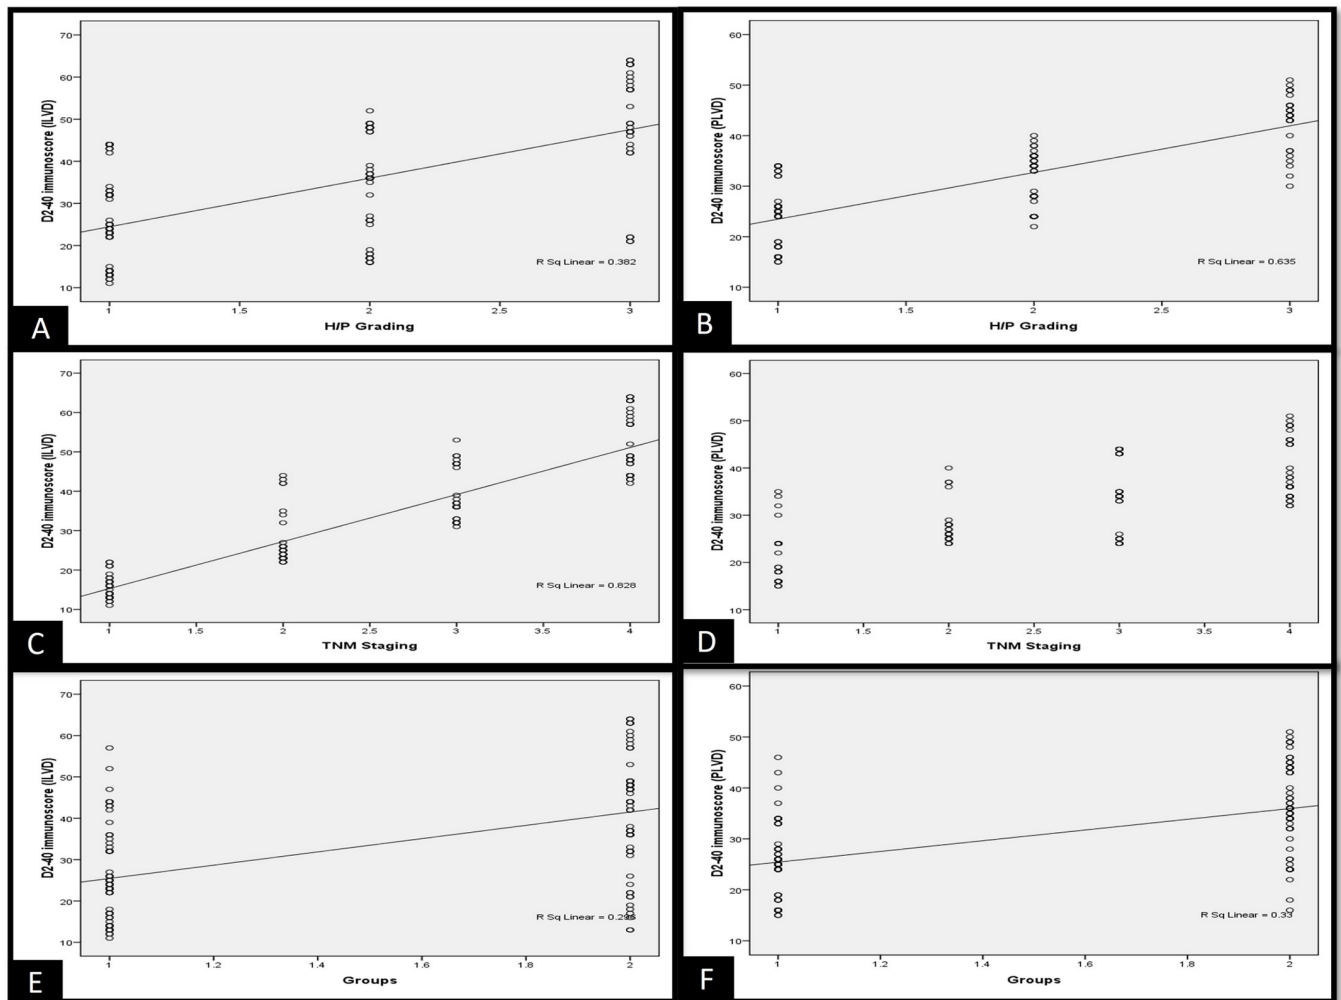 70
60
50
40
30
20
10
D2-40 immunoscore (ILVD)
R Sq Linear = 0.382
1 1.5 2 2.5 3
H/P Grading
A
60
50
40
30
20
10
D2-40 immunoscore (PLVD)
R Sq Linear = 0.635
1 1.5 2 2.5 3
H/P Grading
B
70
60
50
40
30
20
10
D2-40 immunoscore (ILVD)
R Sq Linear = 0.828
1 1.5 2 2.5 3 3.5 4
TNM Staging
C
60
50
40
30
20
10
D2-40 immunoscore (PLVD)
1 1.5 2 2.5 3 3.5 4
TNM Staging
D
70
60
50
40
30
20
10
D2-40 immunoscore (ILVD)
R Sq Linear =
1 1.2 1.4 1.6 1.8 2
Groups
E
60
50
40
30
20
10
D2-40 immunoscore (PLVD)
R Sq Linear = 0.33
1 1.2 1.4 1.6 1.8 2
Groups
F